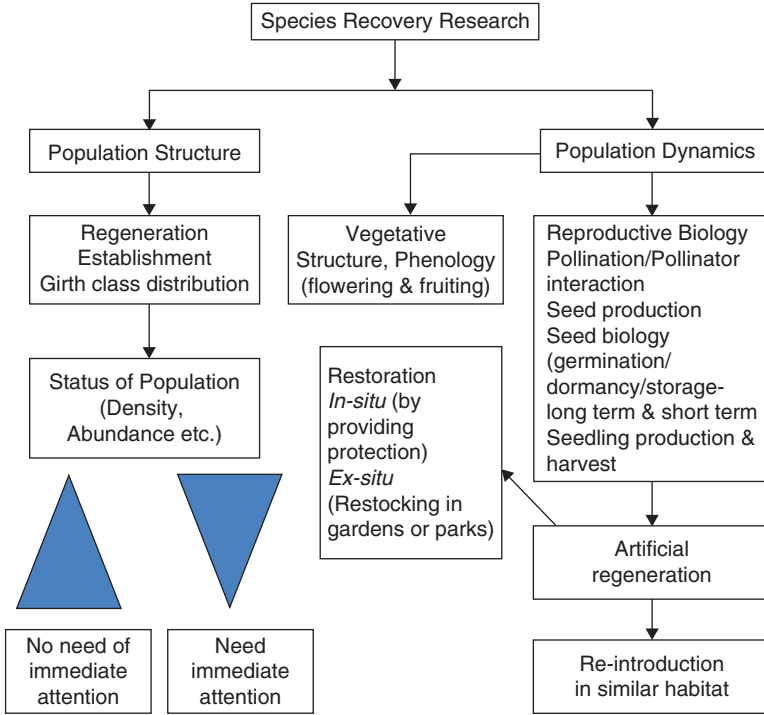 Species Recovery Research
Population Structure
Population Dynamics
Regeneration
Establishment
Girth class distribution
Vegetative
Structure, Phenology
(flowering & fruiting)
Reproductive Biology
Pollination/Pollinator
interaction
Seed production
Seed biology
(germination/
dormancy/storage-
long term & short term
Seedling production &
harvest
Status of Population
(Density,
Abundance etc.)
Restoration
In-situ (by
providing
protection)
Ex-situ
(Restocking in
gardens or parks)
Artificial
regeneration
No need of
immediate
attention
Need
immediate
attention
Re-introduction
in similar habitat